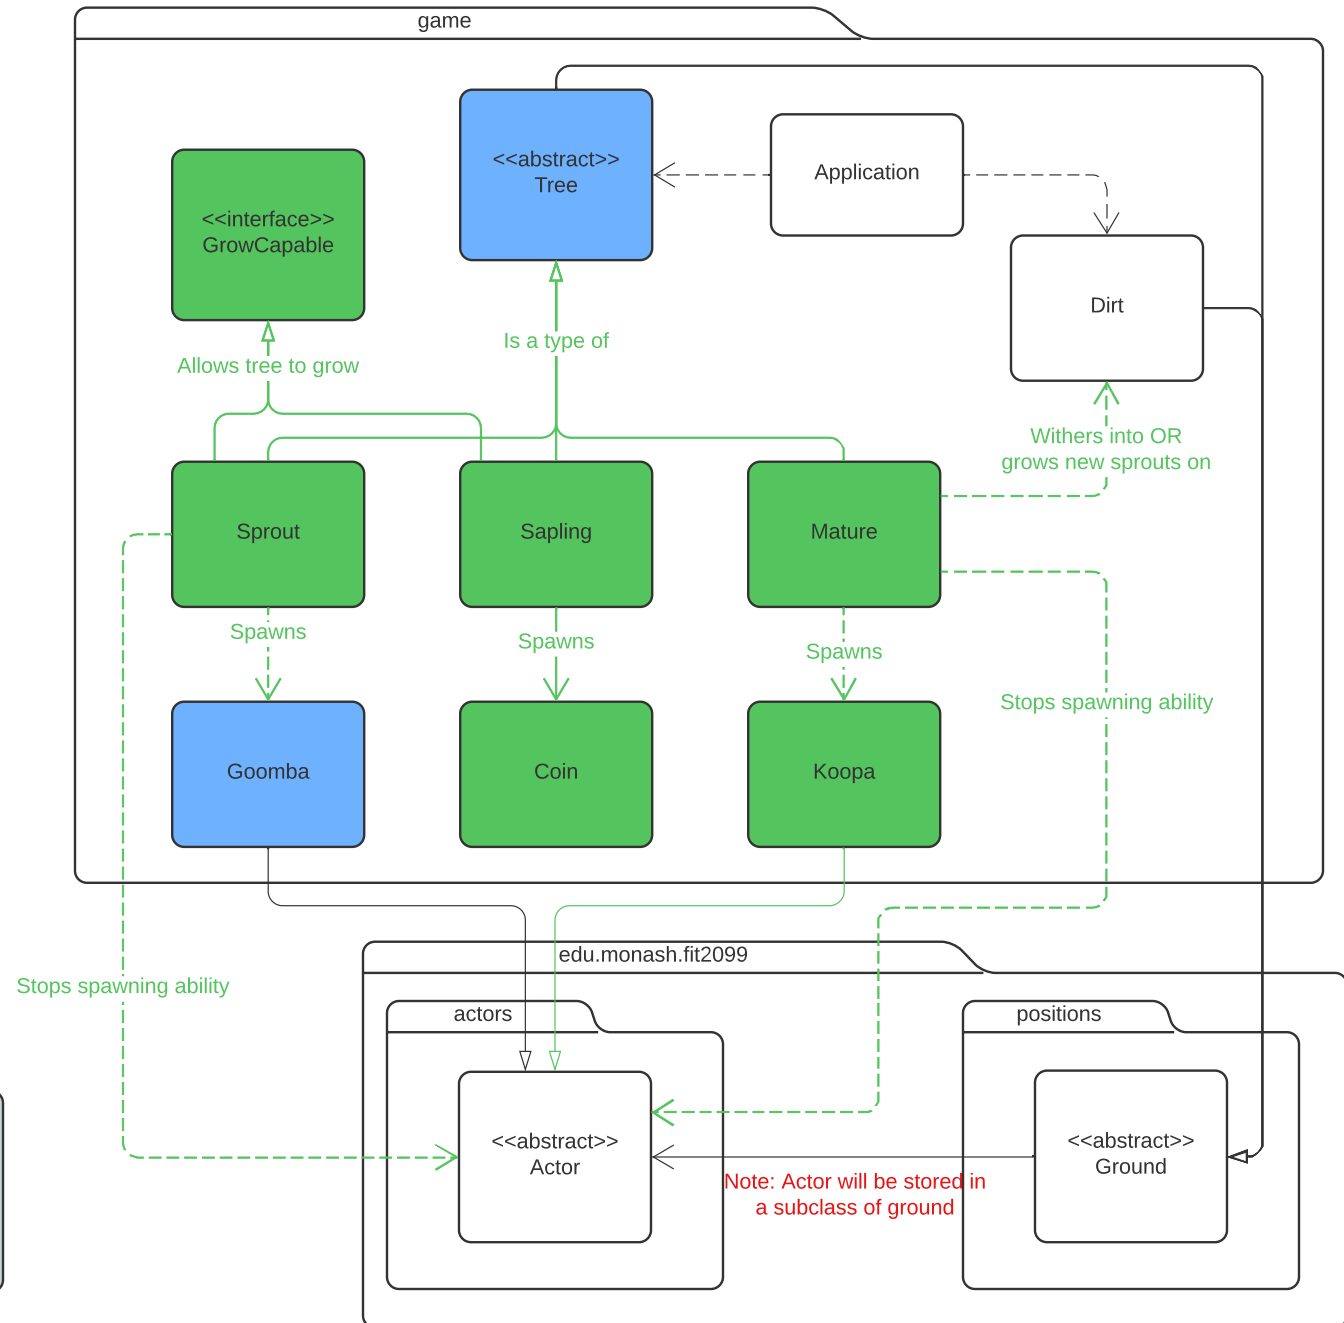 game
<<abstract>>
Tree
Application
<<interface>>
GrowCapable
Dirt
Is a type of
Allows tree to grow
Withers into OR
grows new sprouts on
Sprout
Sapling
Mature
Spawns
Spawns
Spawns
Stops spawning ability
Goomba
Coin
Koopa
edu.monash.fit2099
Stops spawning ability
actors
positions
<<abstract>>
Actor
<<abstract>>
Ground
Note: Actor will be stored in
a subclass of ground